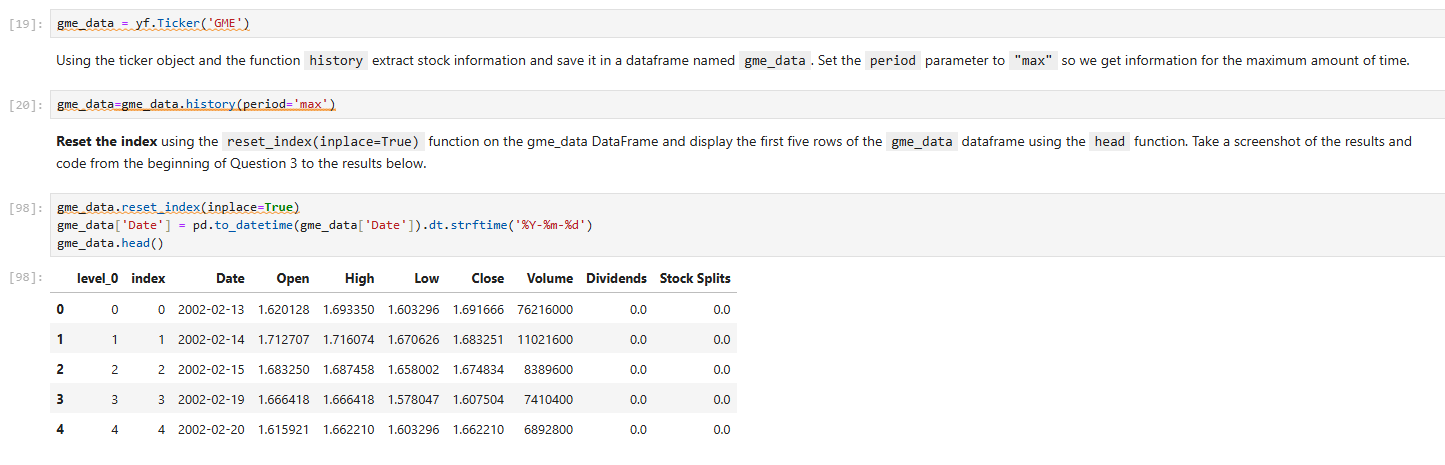 [19]: gme_data = yf.Ticker('GME')
Using the ticker object and the function history extract stock information and save it in a dataframe named gme_data . Set the period parameter to "max" so we get information for the maximum amount of time.
[20]: gme_data=gme_data.history(period='max')
Reset the index using the reset_index(inplace=True) function on the gme_data DataFrame and display the first five rows of the gme_data dataframe using the head function. Take a screenshot of the results and
code from the beginning of Question 3 to the results below.
[98]: gme_data.reset_index(inplace=True)
gme_data['Date'] = pd.to_datetime(gme_data['Date']).dt.strftime('%Y-%m-%d')
gme_data.head()
[98]: level_0 index Date Open High Low Close Volume Dividends Stock Splits
0 0 0 2002-02-13 1.620128 1.693350 1.603296 1.691666 76216000 0.0 0.0
1 1 1 2002-02-14 1.712707 1.716074 1.670626 1.683251 11021600 0.0 0.0
2 2 2 2002-02-15 1.683250 1.687458 1.658002 1.674834 8389600 0.0 0.0
3 3 3 2002-02-19 1.666418 1.666418 1.578047 1.607504 7410400 0.0 0.0
4 4 4 2002-02-20 1.615921 1.662210 1.603296 1.662210 6892800 0.0 0.0